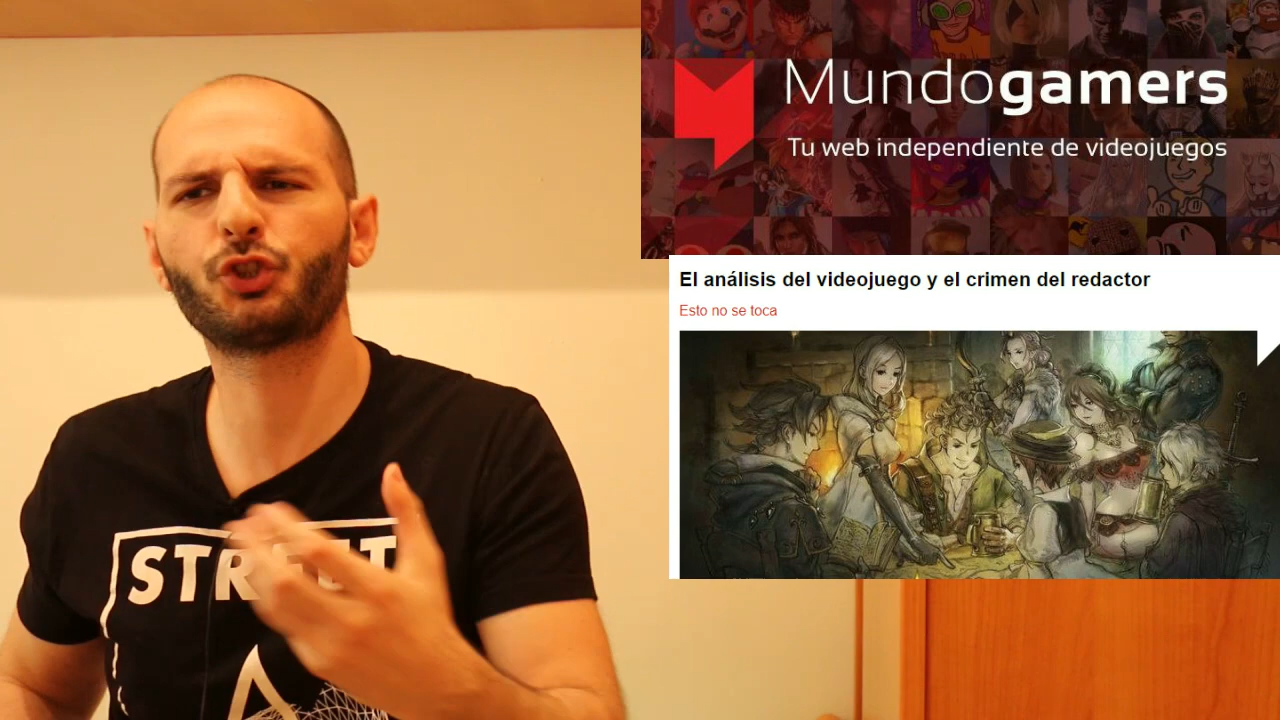 Mundogamers
Tu web independiente de videojuegos
El análisis del videojuego y el crimen del redactor
Esto no se toca